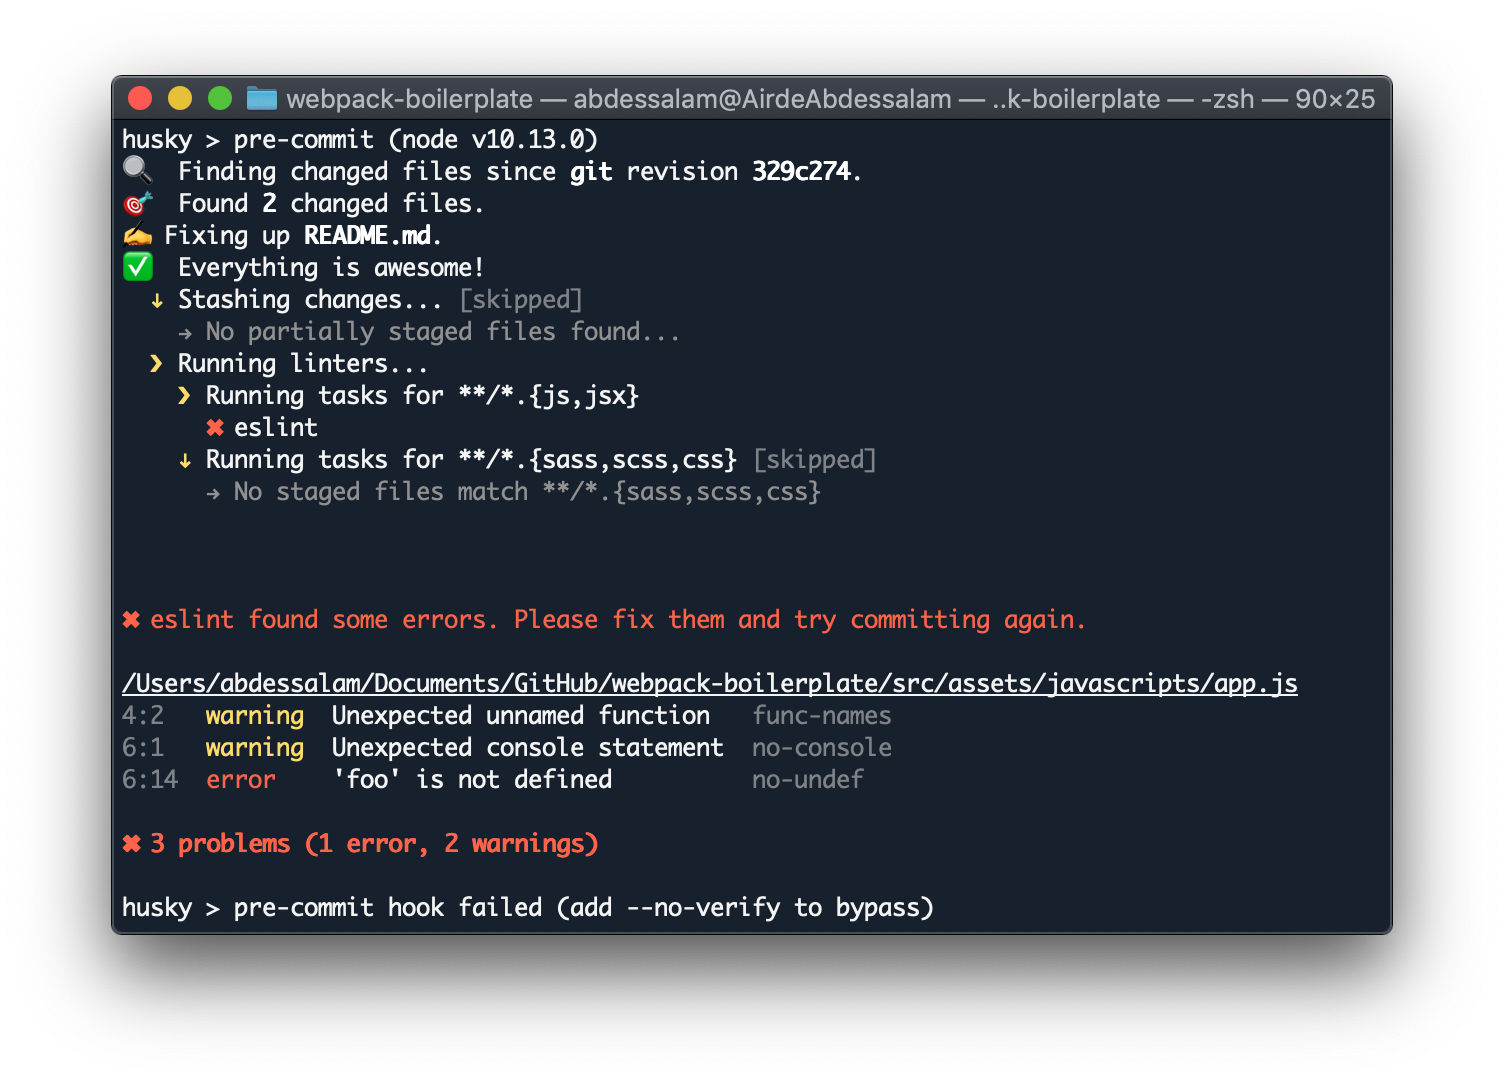 webpack-boilerplate — abdessalam@AirdeAbdessalam — ..k-boilerplate — -zsh — 90×25
husky > pre-commit (node v10.13.0)
🔍 Finding changed files since git revision 329c274.
🎯 Found 2 changed files.
✍️ Fixing up README.md.
✅ Everything is awesome!
↓ Stashing changes... [skipped]
→ No partially staged files found...
❯ Running linters...
❯ Running tasks for **/*.{js,jsx}
✖ eslint
↓ Running tasks for **/*.{sass,scss,css} [skipped]
→ No staged files match **/*.{sass,scss,css}
✖ eslint found some errors. Please fix them and try committing again.
/Users/abdessalam/Documents/GitHub/webpack-boilerplate/src/assets/javascripts/app.js
4:2 warning Unexpected unnamed function func-names
6:1 warning Unexpected console statement no-console
6:14 error 'foo' is not defined no-undef
✖ 3 problems (1 error, 2 warnings)
husky > pre-commit hook failed (add --no-verify to bypass)